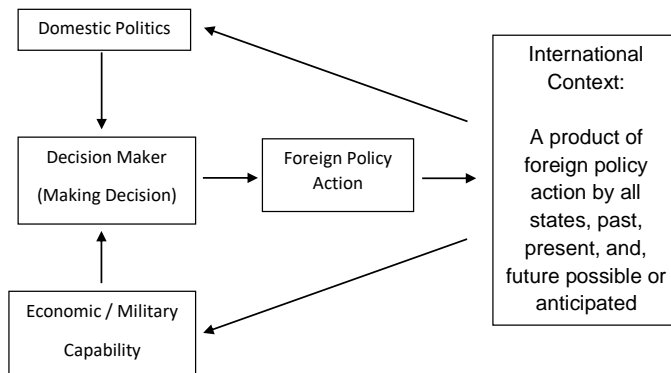 Domestic Politics
Decision Maker
(Making Decision)
Economic / Military
Capability
Foreign Policy
Action
International
Context:
A product of
foreign policy
action by all
states, past,
present, and,
future possible or
anticipated